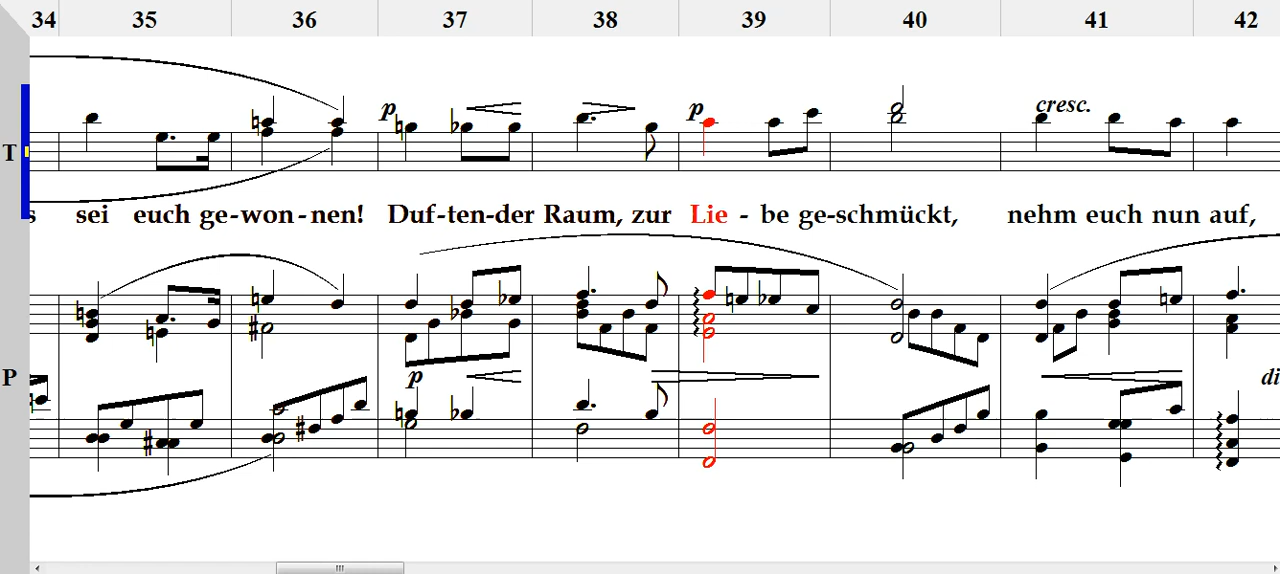 34 35 36 37 38 39 40 41 42
p p cresc.
T
s sei euch ge-won-nen! Duf-ten-der Raum, zur Lie - be ge-schmückt, nehm euch nun auf,
P
p di